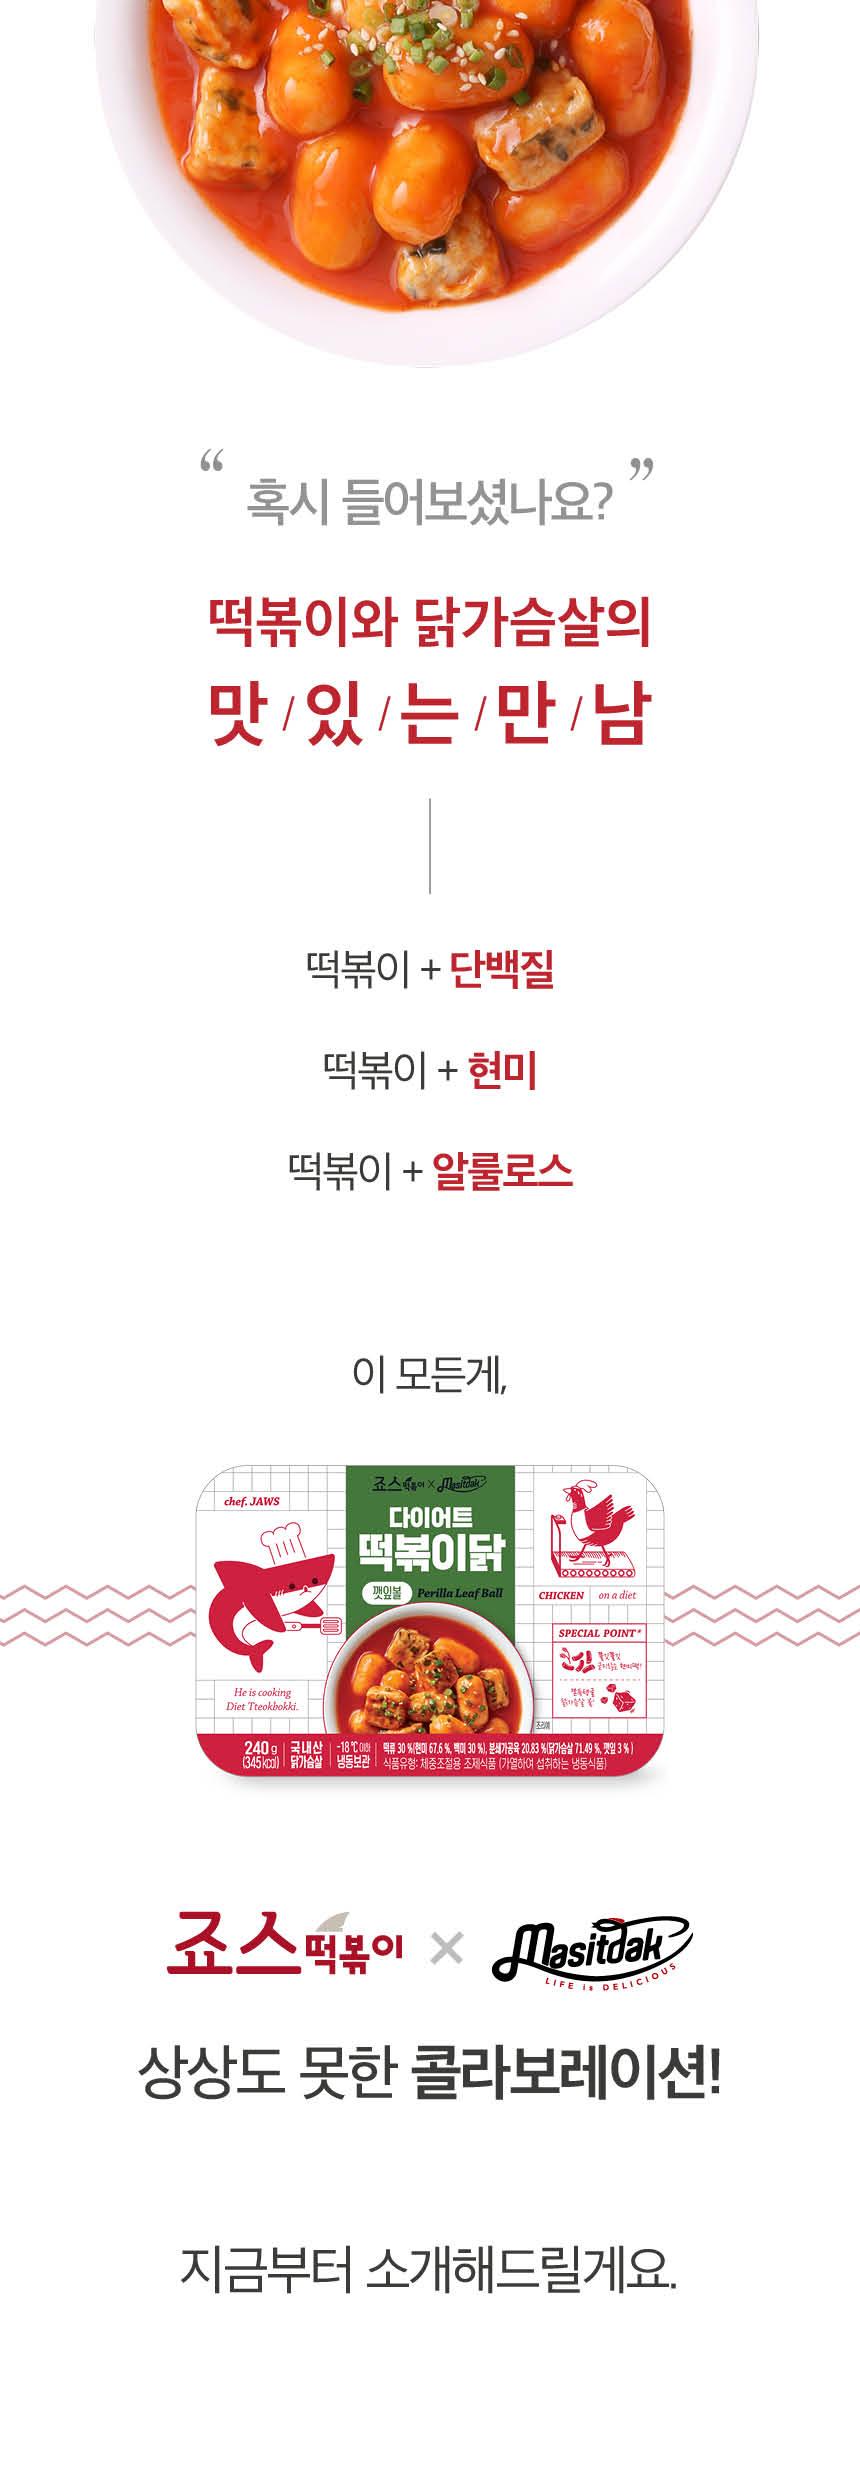 “ 혹시 들어보셨나요? ”
떡볶이와 닭가슴살의
맛/있/는/만/남
떡볶이 + 단백질
떡볶이 + 현미
떡볶이 + 알룰로스
이 모든게,
죠스떡볶이 × Masitdak
chef. JAWS
다이어트
떡볶이닭
깻잎볼 Perilla Leaf Ball
CHICKEN on a diet
SPECIAL POINT*
쫄깃쫄깃
He is cooking
Diet Tteokbokki.
조리예
240 g
(345 kcal)
국내산
닭가슴살
-18 ℃ 이하
냉동보관
떡류 30 %(현미 67.6 %, 백미 30 %), 분쇄가공육 20.83 %(닭가슴살 71.49 %, 깻잎 3 %)
식품유형: 체중조절용 조제식품 (가열하여 섭취하는 냉동식품)
죠스떡볶이 × Masitdak
LIFE is DELICIOUS
상상도 못한 콜라보레이션!
지금부터 소개해드릴게요.